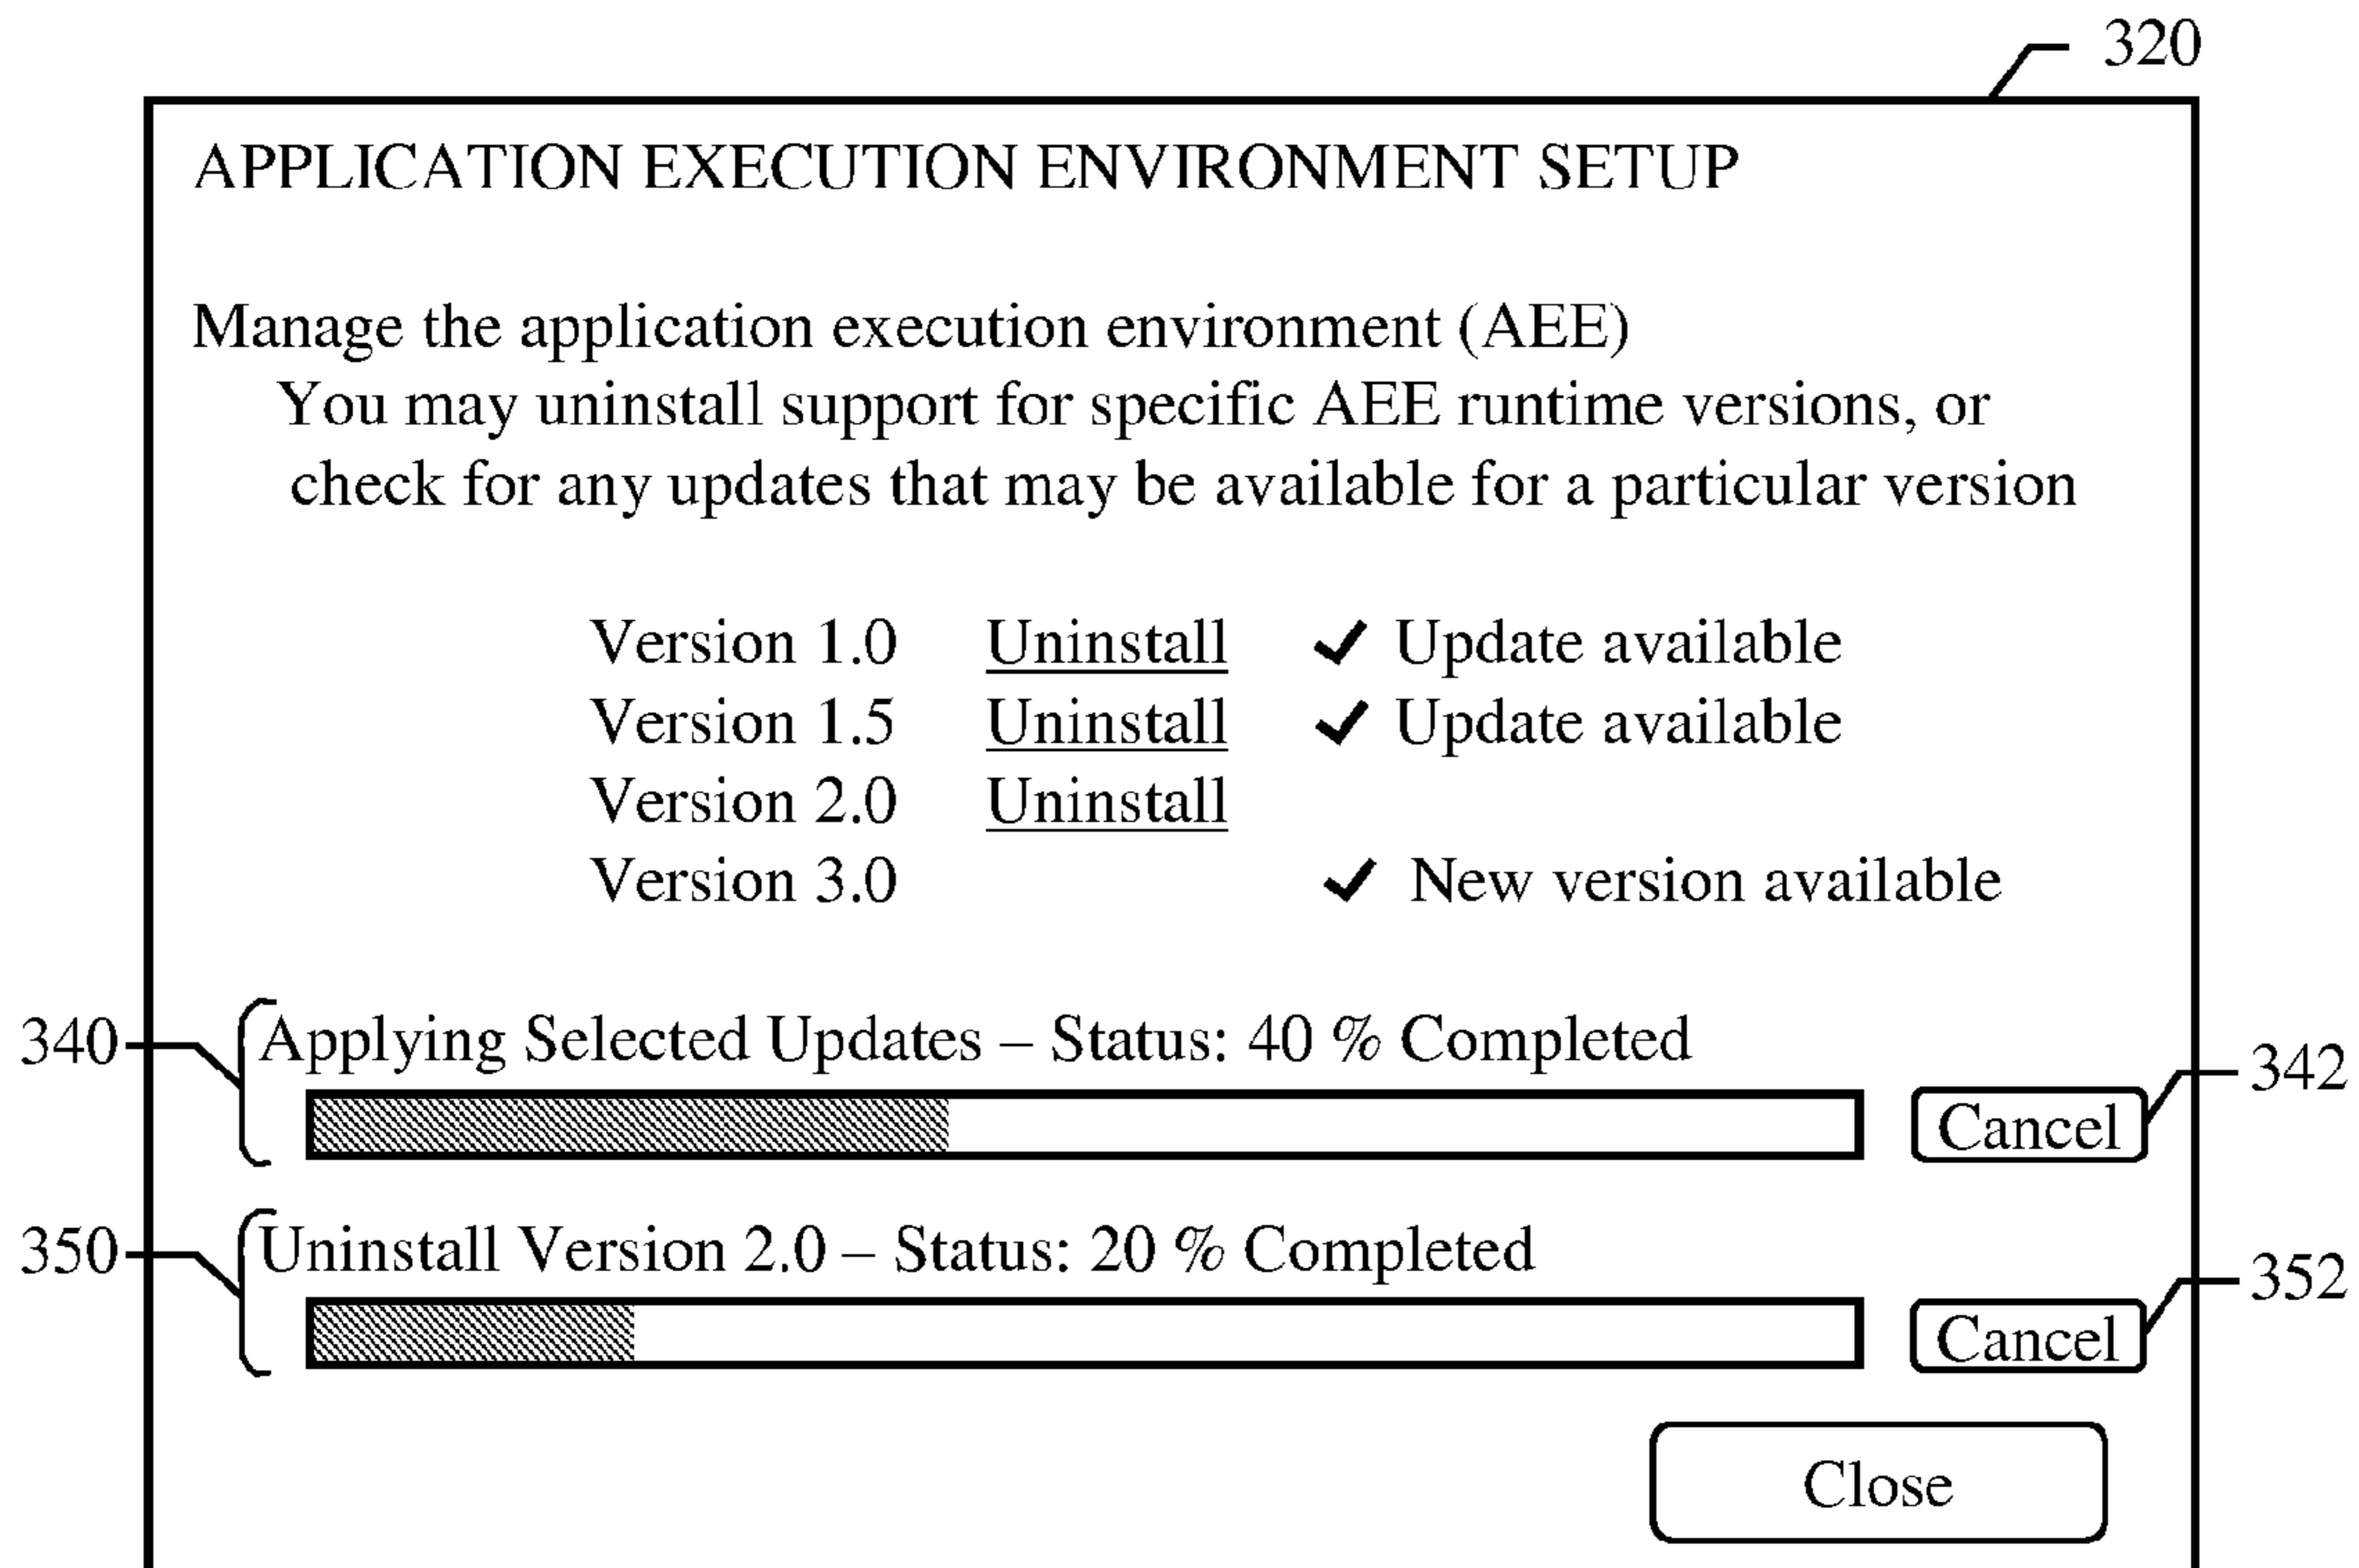 320
APPLICATION EXECUTION ENVIRONMENT SETUP
Manage the application execution environment (AEE)
You may uninstall support for specific AEE runtime versions, or
check for any updates that may be available for a particular version
Version 1.0 Uninstall ✓ Update available
Version 1.5 Uninstall ✓ Update available
Version 2.0 Uninstall
Version 3.0 ✓ New version available
340 Applying Selected Updates – Status: 40 % Completed
Cancel 342
350 Uninstall Version 2.0 – Status: 20 % Completed
Cancel 352
Close